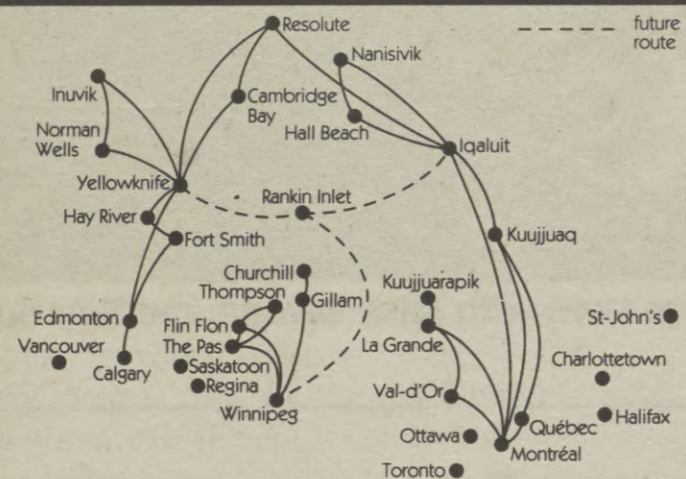 Resolute
future
route
Nanisivik
Inuvik
Cambridge
Bay
Hall Beach
Norman
Wells
Iqaluit
Yellowknife
Rankin Inlet
Hay River
Fort Smith
Kuujjuaq
Churchill
Thompson
Gillam
Kuujjuarapik
Edmonton
Flin Flon
St-John's
Vancouver
The Pas
La Grande
Calgary
Saskatoon
Charlottetown
Regina
Val-d'Or
Winnipeg
Québec
Halifax
Ottawa
Montréal
Toronto